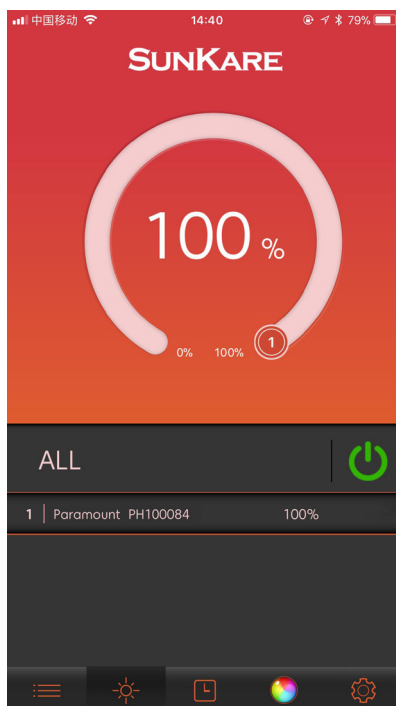 中国移动 14:40 79%
SUNKARE
100 %
0% 100% 1
ALL
1 Paramount PH100084 100%